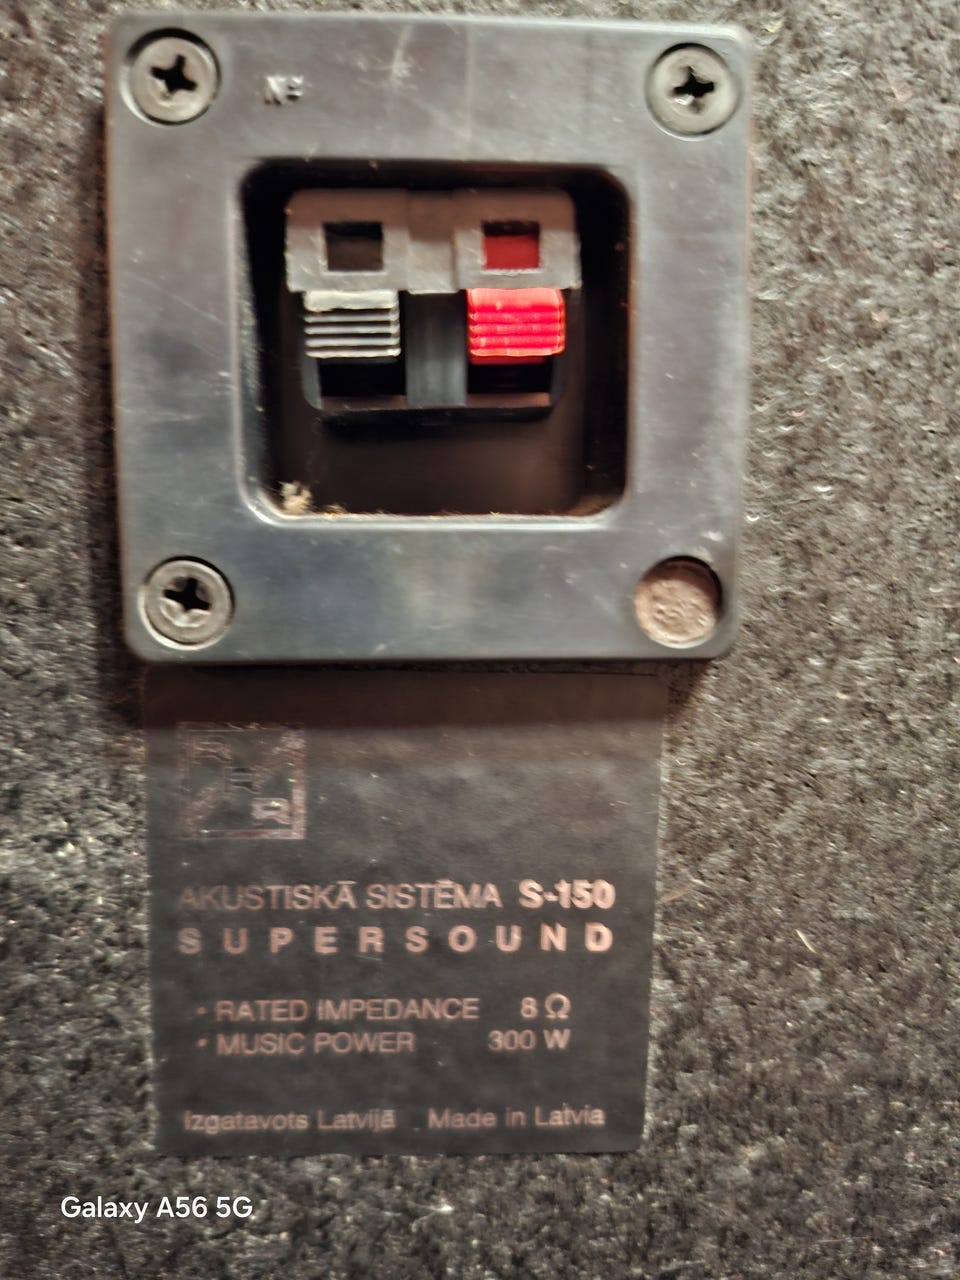 №
AKUSTISKĀ SISTĒMA S-150
SUPERSOUND
• RATED IMPEDANCE 8 Ω
• MUSIC POWER 300 W
Izgatavots Latvijā Made in Latvia
Galaxy A56 5G